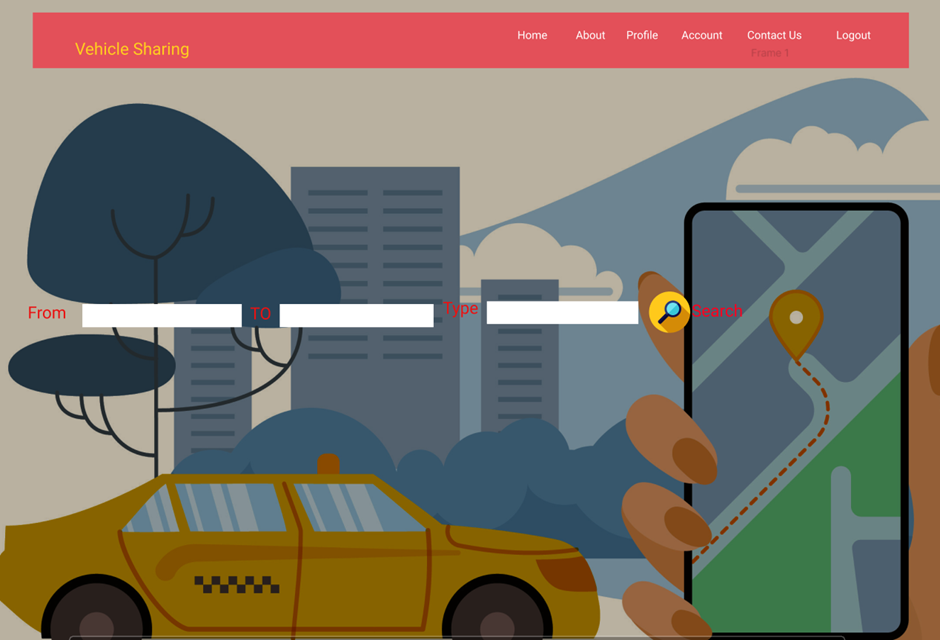 Vehicle Sharing
Home About Profile Account Contact Us Logout
Frame 1
From TO Type Search